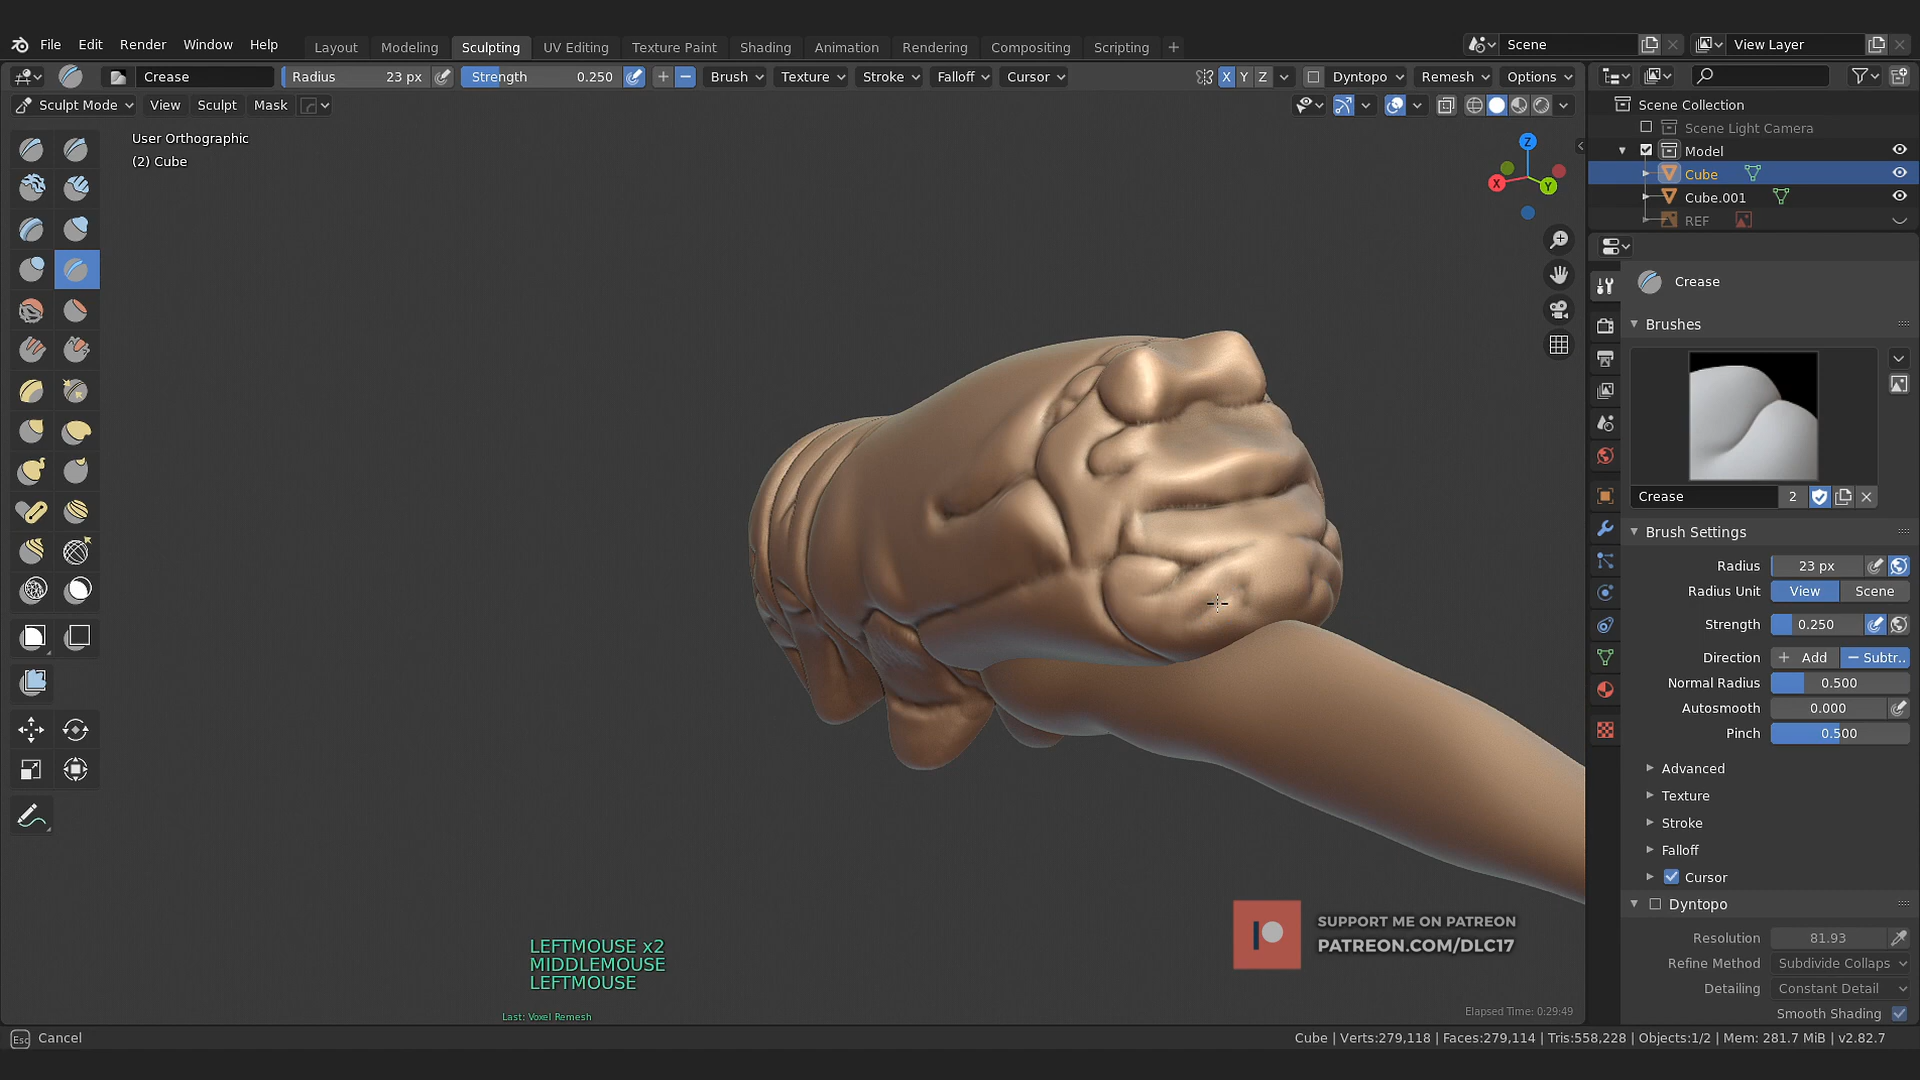 File Edit Render Window Help Layout Modeling Sculpting UV Editing Texture Paint Shading Animation Rendering Compositing Scripting + Scene View Layer
Crease Radius 23 px Strength 0.250 Brush Texture Stroke Falloff Cursor X Y Z Dyntopo Remesh Options
Sculpt Mode View Sculpt Mask
User Orthographic
(2) Cube
Z
X
Y
Scene Collection
Scene Light Camera
Model
Cube
Cube.001
REF
Crease
Brushes
Crease 2
Brush Settings
Radius 23 px
Radius Unit View Scene
Strength 0.250
Direction + Add − Subtr..
Normal Radius 0.500
Autosmooth 0.000
Pinch 0.500
Advanced
Texture
Stroke
Falloff
Cursor
Dyntopo
Resolution 81.93
Refine Method Subdivide Collaps
Detailing Constant Detail
Smooth Shading
SUPPORT ME ON PATREON
PATREON.COM/DLC17
LEFTMOUSE x2
MIDDLEMOUSE
LEFTMOUSE
Last: Voxel Remesh
Elapsed Time: 0:29:49
Esc Cancel
Cube | Verts:279,118 | Faces:279,114 | Tris:558,228 | Objects:1/2 | Mem: 281.7 MiB | v2.82.7